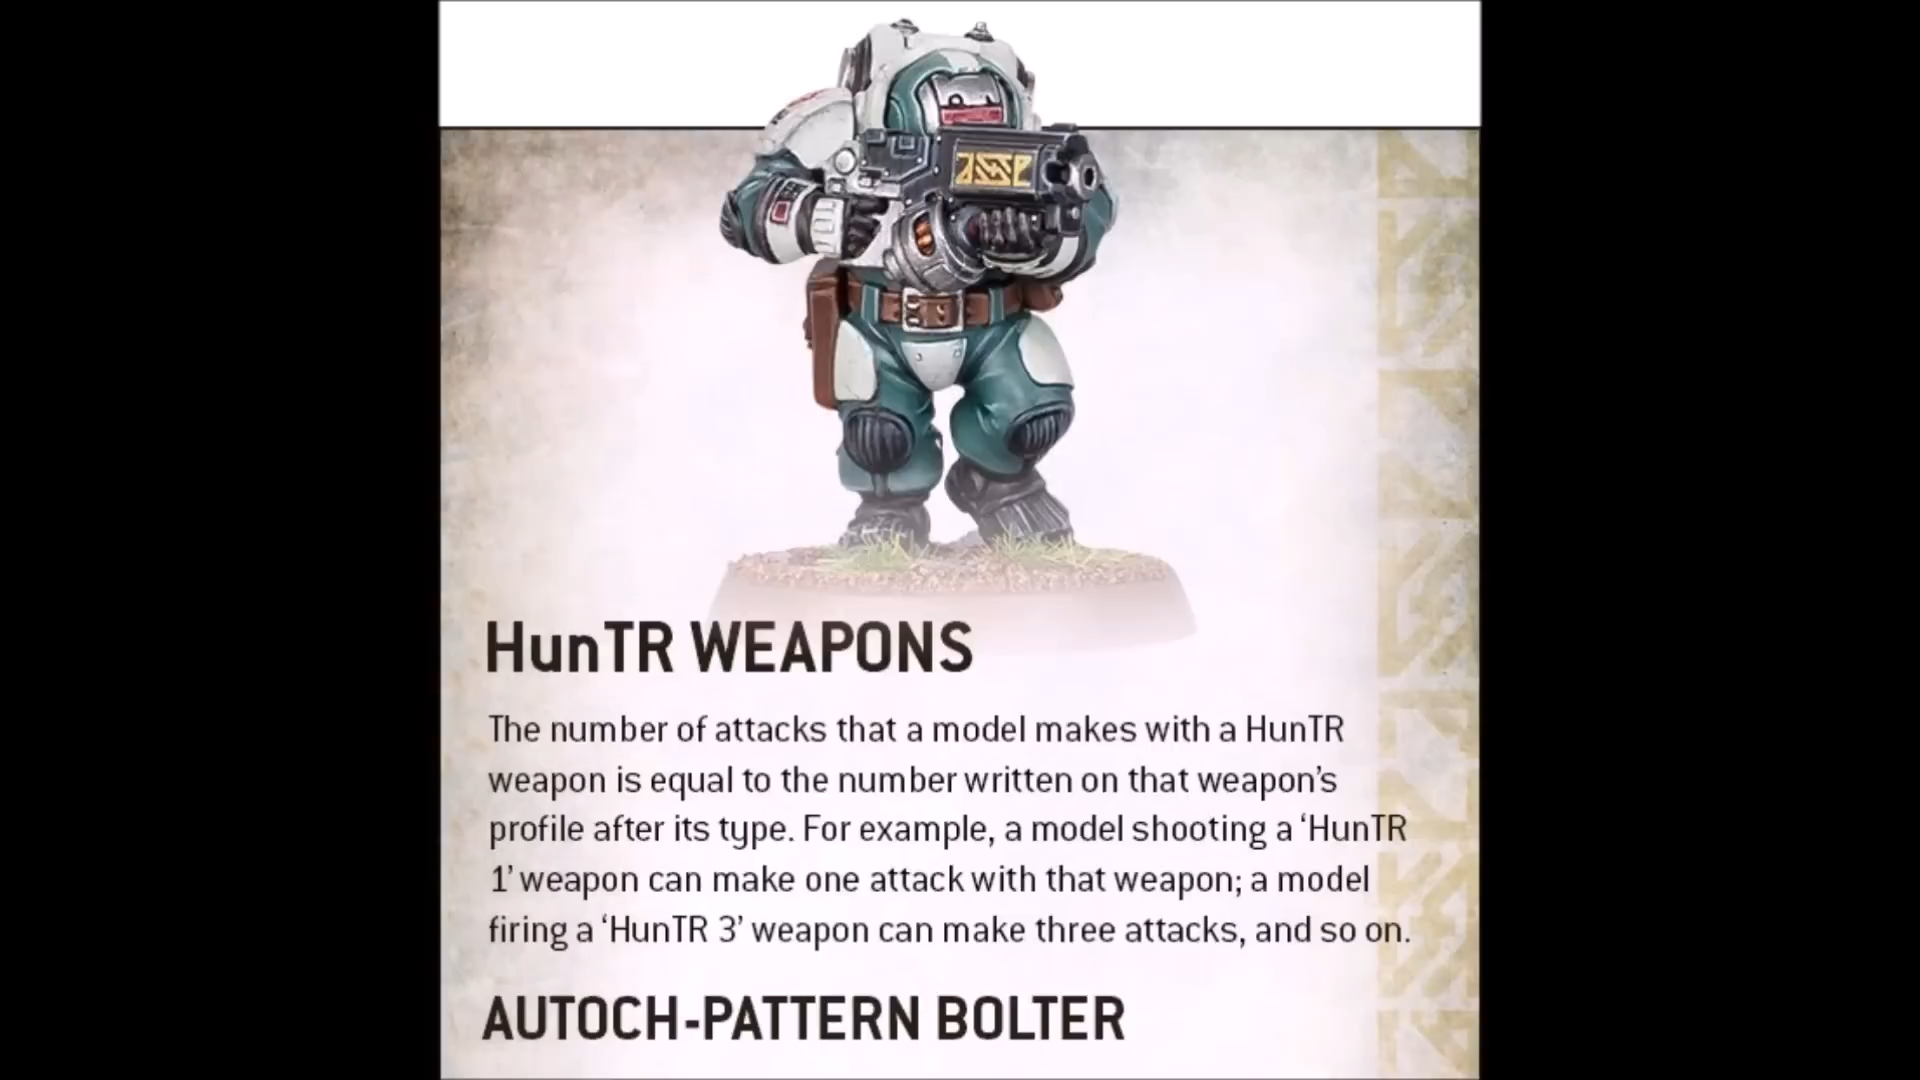 HunTR WEAPONS
The number of attacks that a model makes with a HunTR
weapon is equal to the number written on that weapon’s
profile after its type. For example, a model shooting a ‘HunTR
1’ weapon can make one attack with that weapon; a model
firing a ‘HunTR 3’ weapon can make three attacks, and so on.
AUTOCH-PATTERN BOLTER